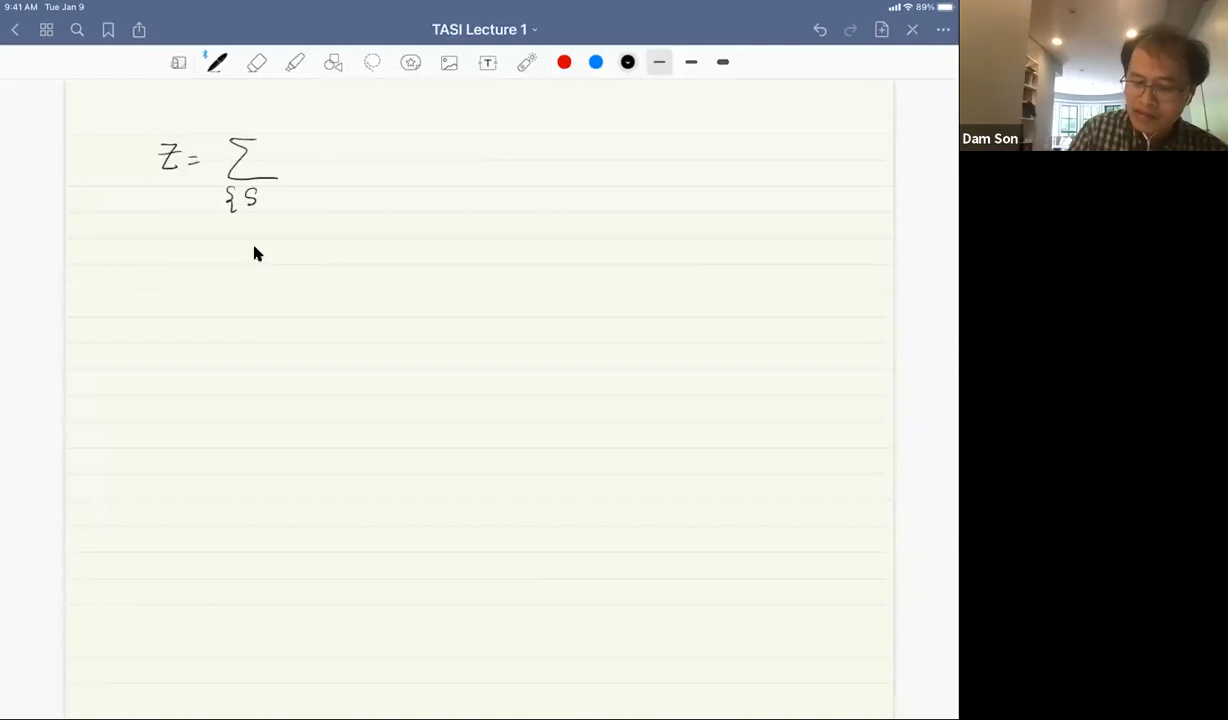 9:41 AM Tue Jan 9
89%
TASI Lecture 1
T
Dam Son
Z = ∑
{ S